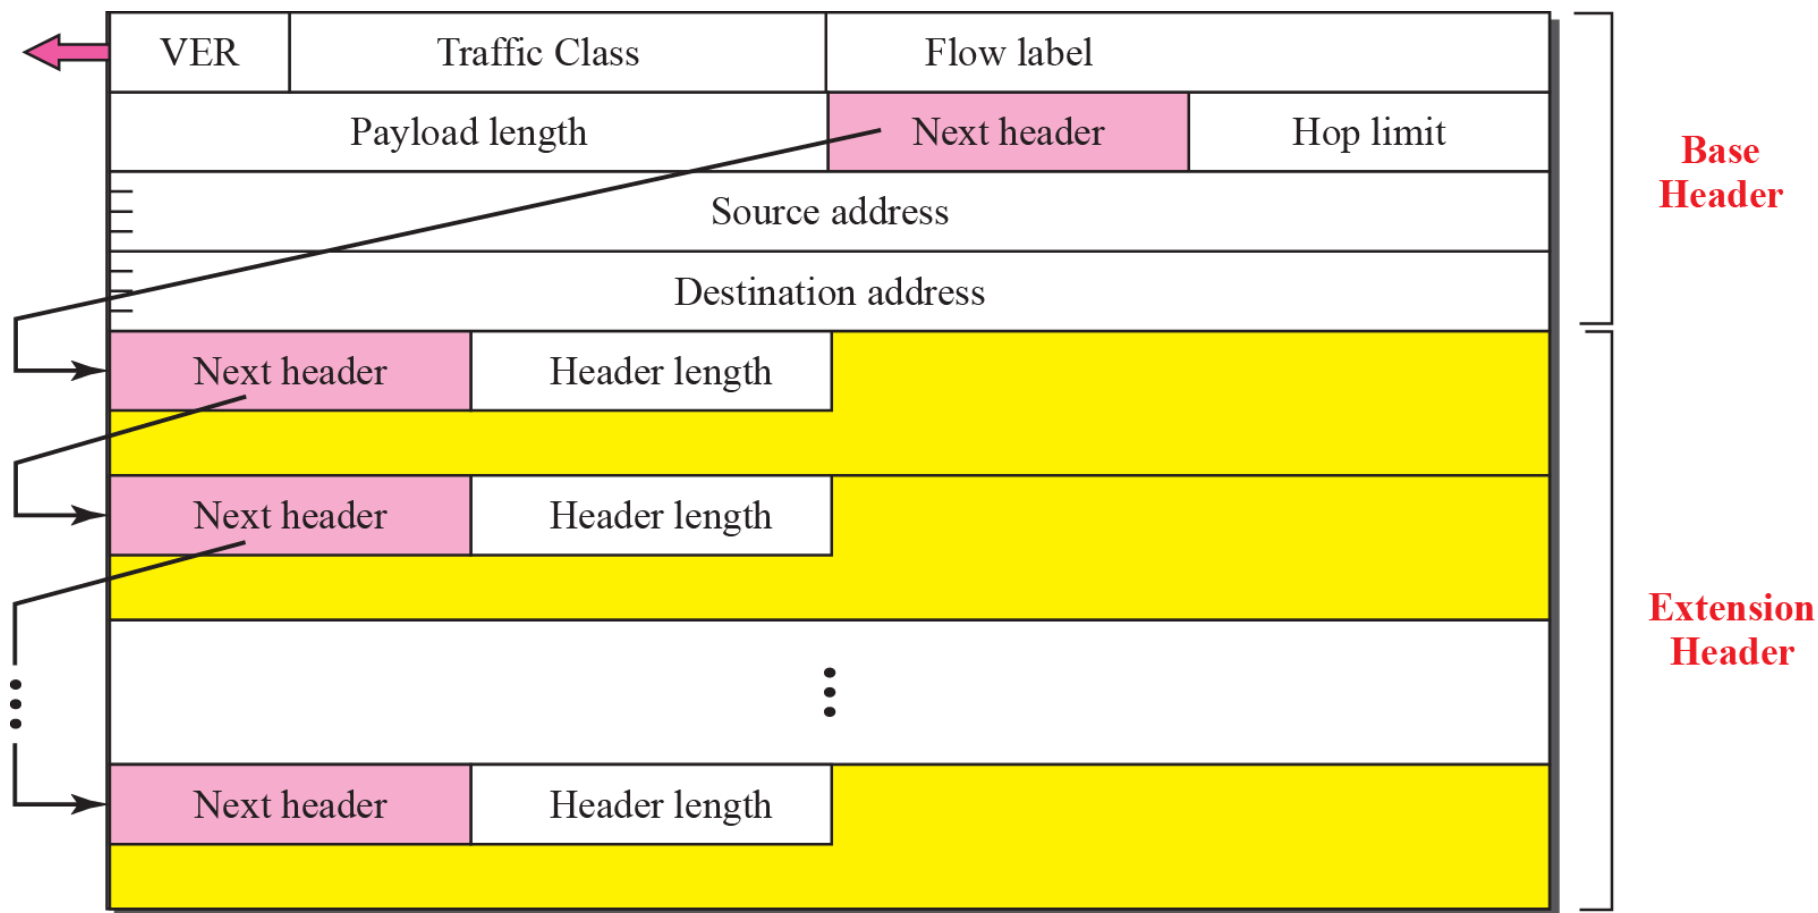 VER Traffic Class Flow label
Payload length Next header Hop limit
Base
Header
Source address
Destination address
Next header Header length
Next header Header length
Extension
Header
Next header Header length